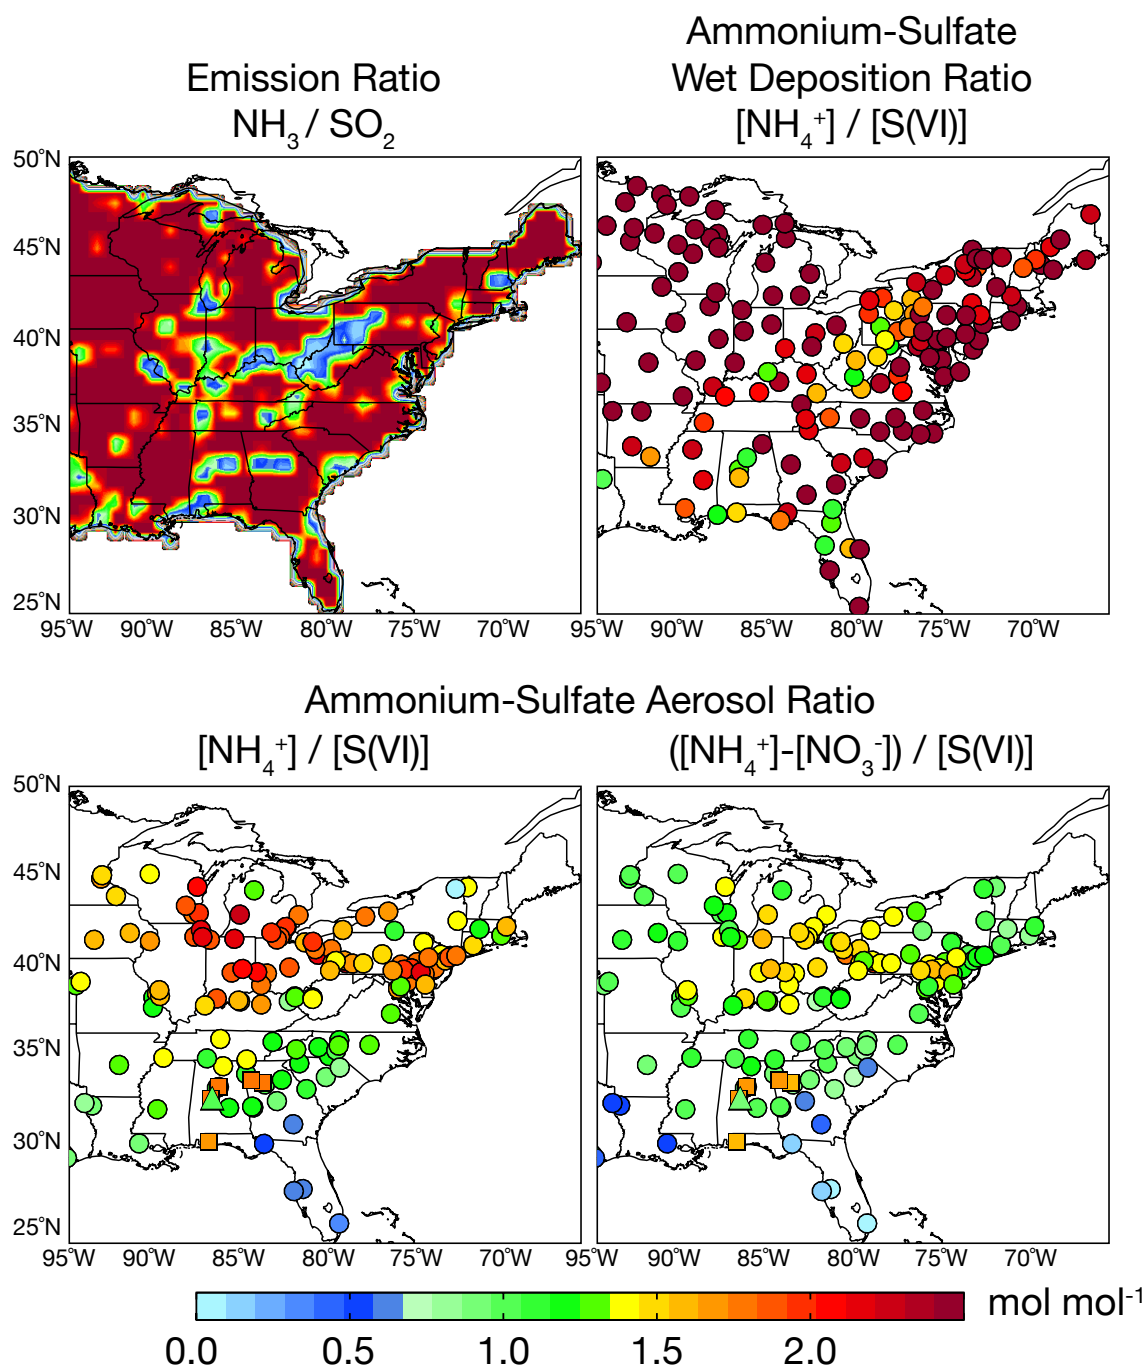 Emission Ratio
NH₃ / SO₂
Ammonium-Sulfate
Wet Deposition Ratio
[NH₄⁺] / [S(VI)]
50°N
45°N
40°N
35°N
30°N
25°N
95°W 90°W 85°W 80°W 75°W 70°W
95°W 90°W 85°W 80°W 75°W 70°W
Ammonium-Sulfate Aerosol Ratio
[NH₄⁺] / [S(VI)]
([NH₄⁺]-[NO₃⁻]) / [S(VI)]
50°N
45°N
40°N
35°N
30°N
25°N
95°W 90°W 85°W 80°W 75°W 70°W
95°W 90°W 85°W 80°W 75°W 70°W
mol mol⁻¹
0.0 0.5 1.0 1.5 2.0